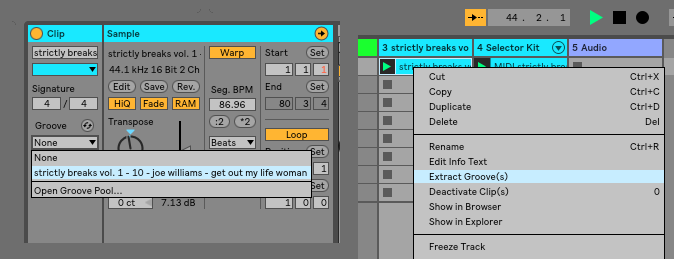 Clip
Sample
strictly breaks
strictly breaks vol. 1 -
44.1 kHz 16 Bit 2 Ch
Edit Save Rev.
HiQ Fade RAM
Transpose
0 ct 7.13 dB
Signature
4 / 4
Groove
None
None
strictly breaks vol. 1 - 10 - joe williams - get out my life woman
Open Groove Pool...
Warp
Seg. BPM
86.96
:2 *2
Beats
Start Set
1 1 1
End Set
80 3 4
Loop
Set
1
Set
1 0 0
44. 2. 1
3 strictly breaks vo
4 Selector Kit
5 Audio
strictly breaks v
MIDI strictly bre
Cut Ctrl+X
Copy Ctrl+C
Duplicate Ctrl+D
Delete Del
Rename Ctrl+R
Edit Info Text
Extract Groove(s)
Deactivate Clip(s) 0
Show in Browser
Show in Explorer
Freeze Track